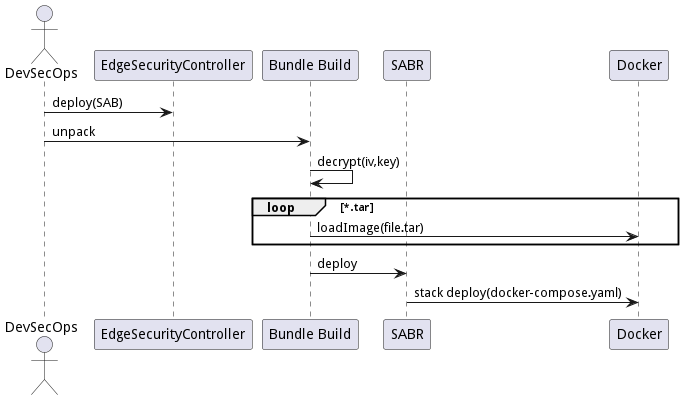 DevSecOps
EdgeSecurityController
Bundle Build
SABR
Docker
deploy(SAB)
unpack
decrypt(iv,key)
loop
[*.tar]
loadImage(file.tar)
deploy
stack deploy(docker-compose.yaml)
DevSecOps
EdgeSecurityController
Bundle Build
SABR
Docker